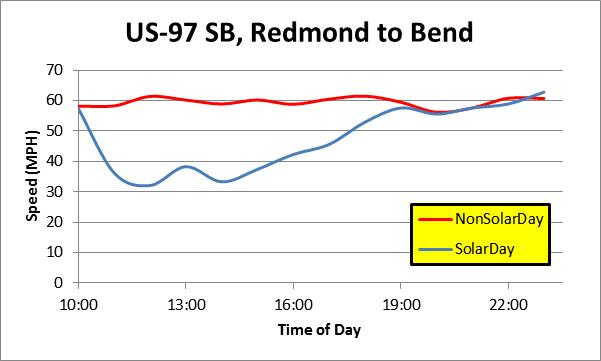 US-97 SB, Redmond to Bend
70
60
50
40
30
20
10
0
Speed (MPH)
NonSolarDay
SolarDay
10:00 13:00 16:00 19:00 22:00
Time of Day